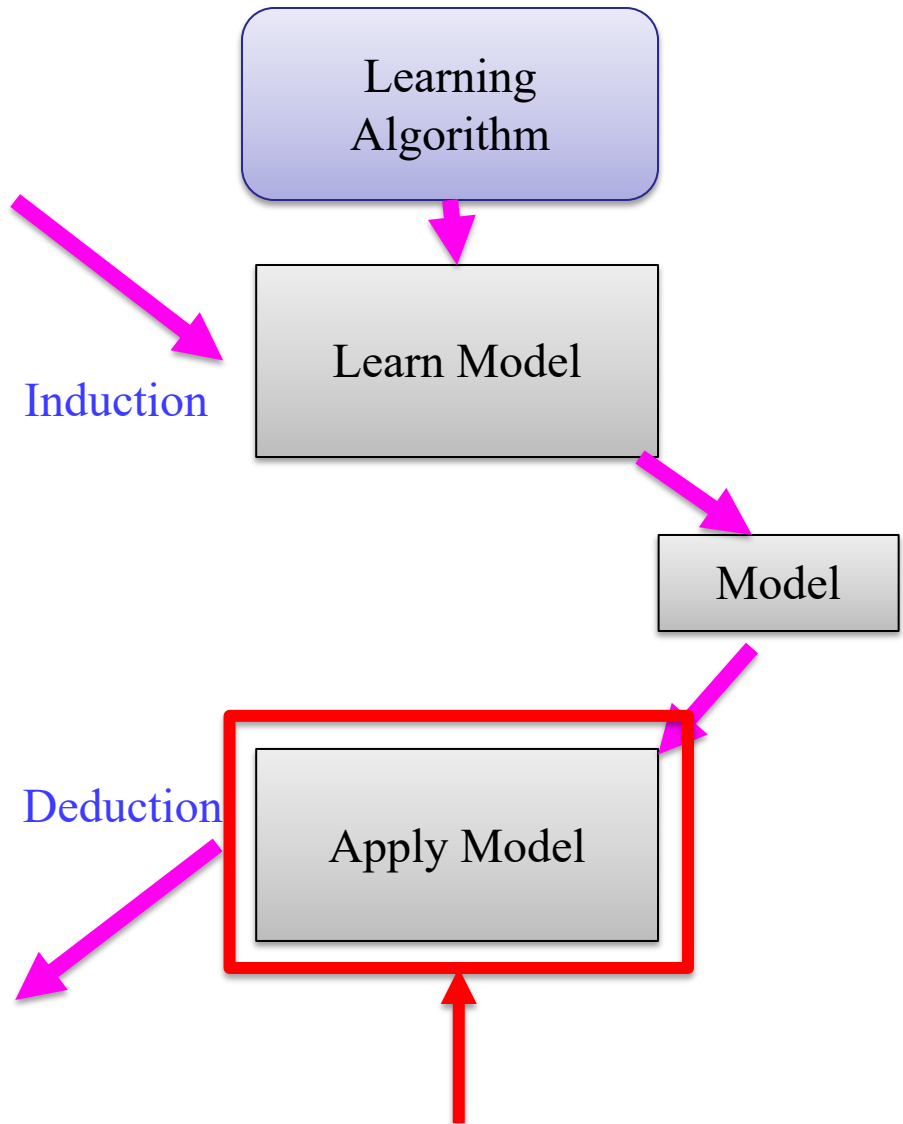 Learning
Algorithm
Learn Model
Induction
Model
Deduction
Apply Model